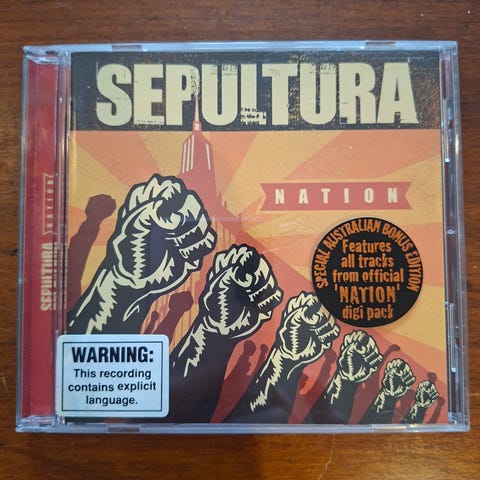 SEPULTURA
NATION
SEPULTURA NATION
SPECIAL AUSTRALIAN BONUS EDITION
Features
all tracks
from official
'NATION'
digi pack
WARNING:
This recording
contains explicit
language.